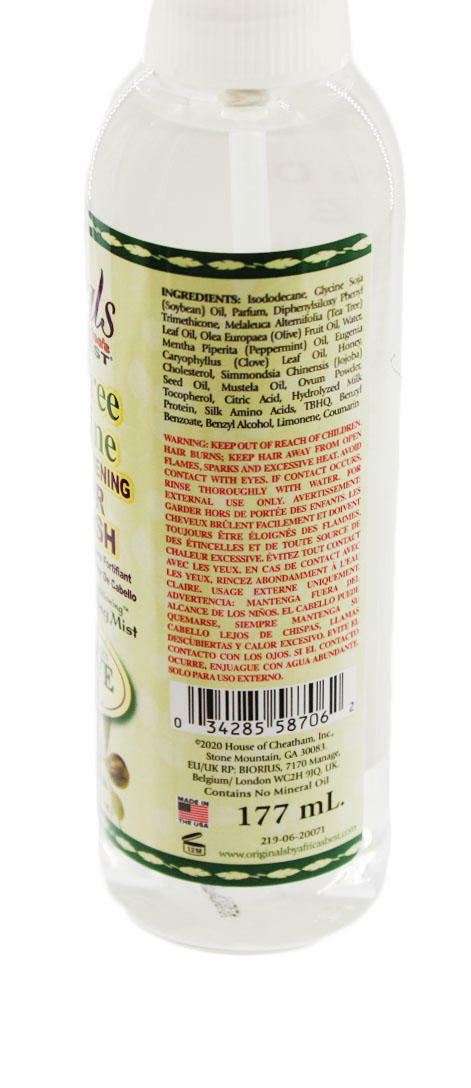 als
ST
ree
ne
ENING
R
SH
Fortifiant
De Cabello
Mist
INGREDIENTS: Isododecane, Glycine Soja
(Soybean) Oil, Parfum, Diphenylsiloxy Phenyl
Trimethicone, Melaleuca Alternifolia (Tea Tree)
Leaf Oil, Olea Europaea (Olive) Fruit Oil, Water,
Mentha Piperita (Peppermint) Oil, Eugenia
Caryophyllus (Clove) Leaf Oil, Honey,
Cholesterol, Simmondsia Chinensis (Jojoba)
Seed Oil, Mustela Oil, Ovum Powder,
Tocopherol, Citric Acid, Hydrolyzed Milk
Protein, Silk Amino Acids, TBHQ, Benzyl
Benzoate, Benzyl Alcohol, Limonene, Coumarin
WARNING: KEEP OUT OF REACH OF CHILDREN.
HAIR BURNS; KEEP HAIR AWAY FROM OPEN
FLAMES, SPARKS AND EXCESSIVE HEAT. AVOID
CONTACT WITH EYES. IF CONTACT OCCURS,
RINSE THOROUGHLY WITH WATER. FOR
EXTERNAL USE ONLY. AVERTISSEMENT:
GARDER HORS DE PORTÉE DES ENFANTS. LES
CHEVEUX BRÛLENT FACILEMENT ET DOIVENT
TOUJOURS ÊTRE ÉLOIGNÉS DES FLAMMES,
DES ÉTINCELLES ET DE TOUTE SOURCE DE
CHALEUR EXCESSIVE. ÉVITEZ TOUT CONTACT
AVEC LES YEUX. EN CAS DE CONTACT AVEC
LES YEUX, RINCEZ ABONDAMMENT À L'EAU
CLAIRE. USAGE EXTERNE UNIQUEMENT.
ADVERTENCIA: MANTENGA FUERA DEL
ALCANCE DE LOS NIÑOS. EL CABELLO PUEDE
QUEMARSE, SIEMPRE MANTENGA SU
CABELLO LEJOS DE CHISPAS, LLAMAS
DESCUBIERTAS Y CALOR EXCESIVO. EVITE EL
CONTACTO CON LOS OJOS. SI EL CONTACTO
OCURRE, ENJUAGUE CON AGUA ABUNDANTE.
SOLO PARA USO EXTERNO.
0 34285 58706 2
©2020 House of Cheatham, Inc.,
Stone Mountain, GA 30083.
EU/UK RP: BIORIUS, 7170 Manage,
Belgium/ London WC2H 9JQ, UK.
Contains No Mineral Oil
MADE IN
THE USA
177 mL.
12M
219-06-20071
www.originalsbyafricasbest.com